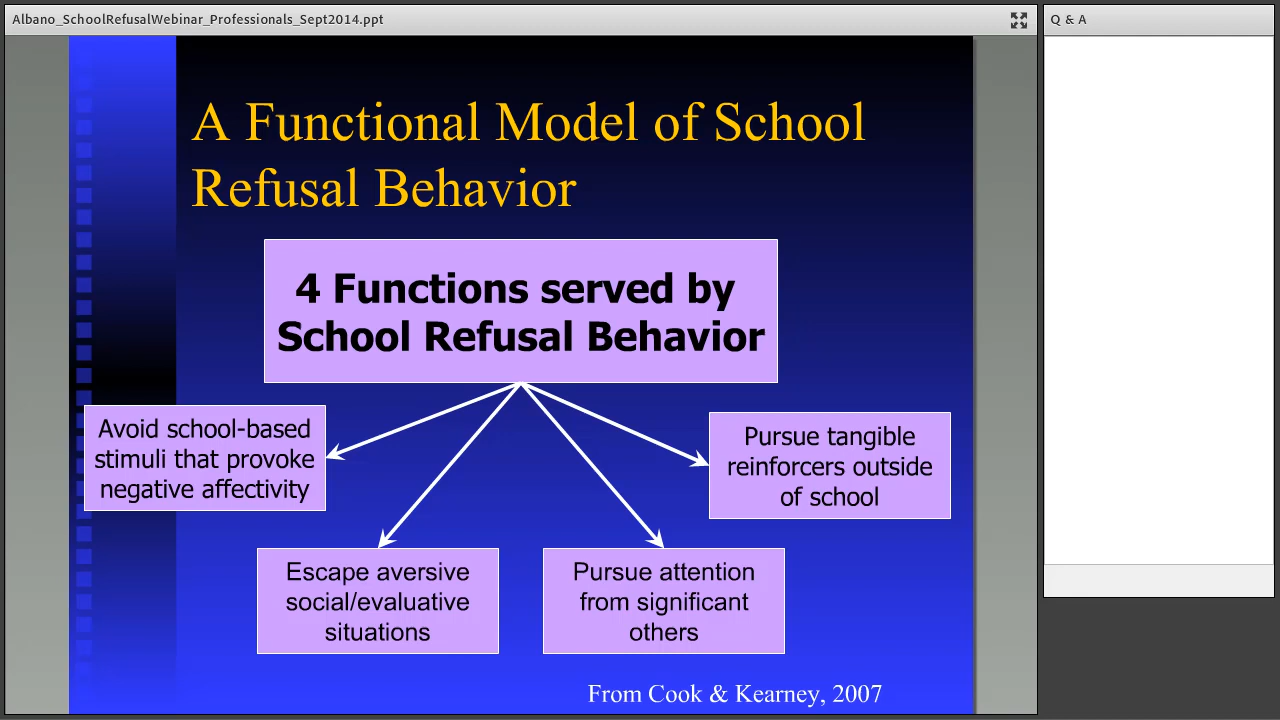 Albano_SchoolRefusalWebinar_Professionals_Sept2014.ppt
Q & A
A Functional Model of School
Refusal Behavior
4 Functions served by
School Refusal Behavior
Avoid school-based
stimuli that provoke
negative affectivity
Escape aversive
social/evaluative
situations
Pursue attention
from significant
others
Pursue tangible
reinforcers outside
of school
From Cook & Kearney, 2007